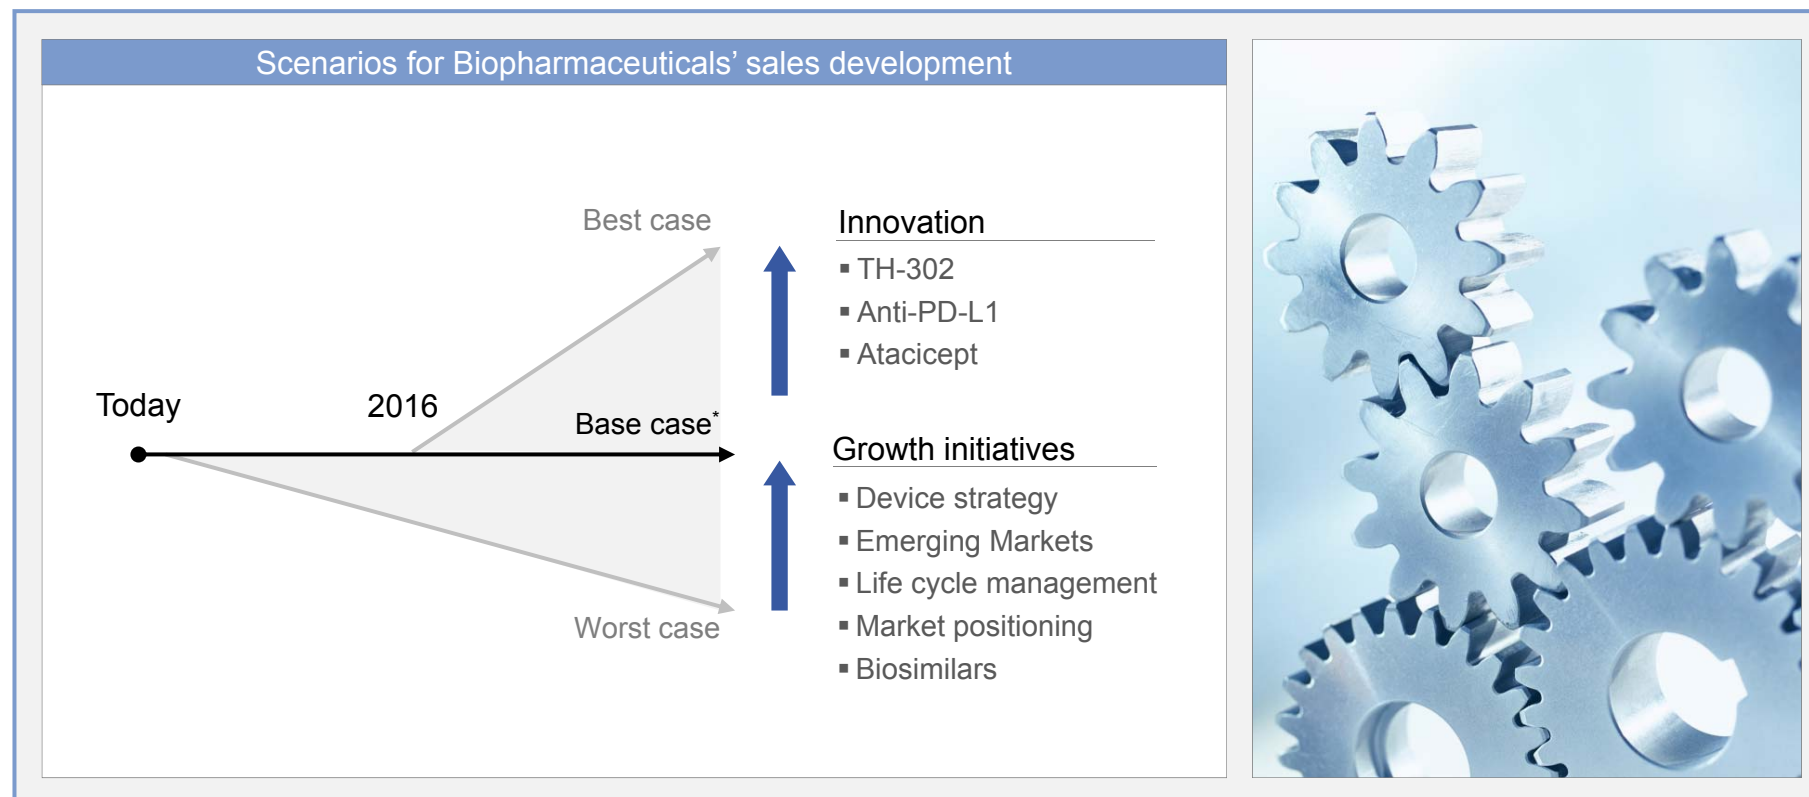 Scenarios for Biopharmaceuticals’ sales development
Best case
Today
2016
Base case*
Worst case
Innovation
▪ TH-302
▪ Anti-PD-L1
▪ Atacicept
Growth initiatives
▪ Device strategy
▪ Emerging Markets
▪ Life cycle management
▪ Market positioning
▪ Biosimilars